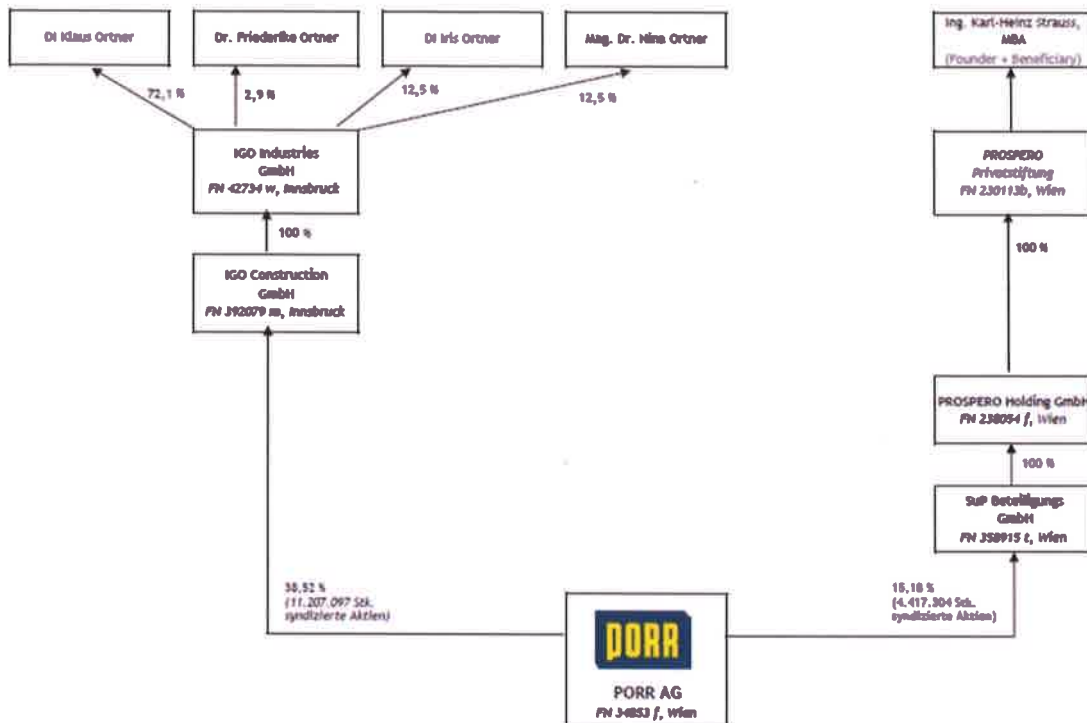 DI Klaus Ortner
Dr. Friederike Ortner
DI Iris Ortner
Mag. Dr. Nina Ortner
Ing. Karl-Heinz Strauss,
MBA
(Founder + Beneficiary)
72,1 %
2,9 %
12,5 %
12,5 %
IGO Industries
GmbH
FN 42734 w, Innsbruck
PROSPERO
Privatstiftung
FN 230113b, Wien
100 %
100 %
IGO Construction
GmbH
FN 392079 m, Innsbruck
PROSPERO Holding GmbH
FN 238054 f, Wien
100 %
SuP Beteiligungs
GmbH
FN 358915 t, Wien
38,52 %
(11.207.097 Stk.
syndizierte Aktien)
15,18 %
(4.417.304 Stk.
syndizierte Aktien)
PORR
PORR AG
FN 34853 f, Wien